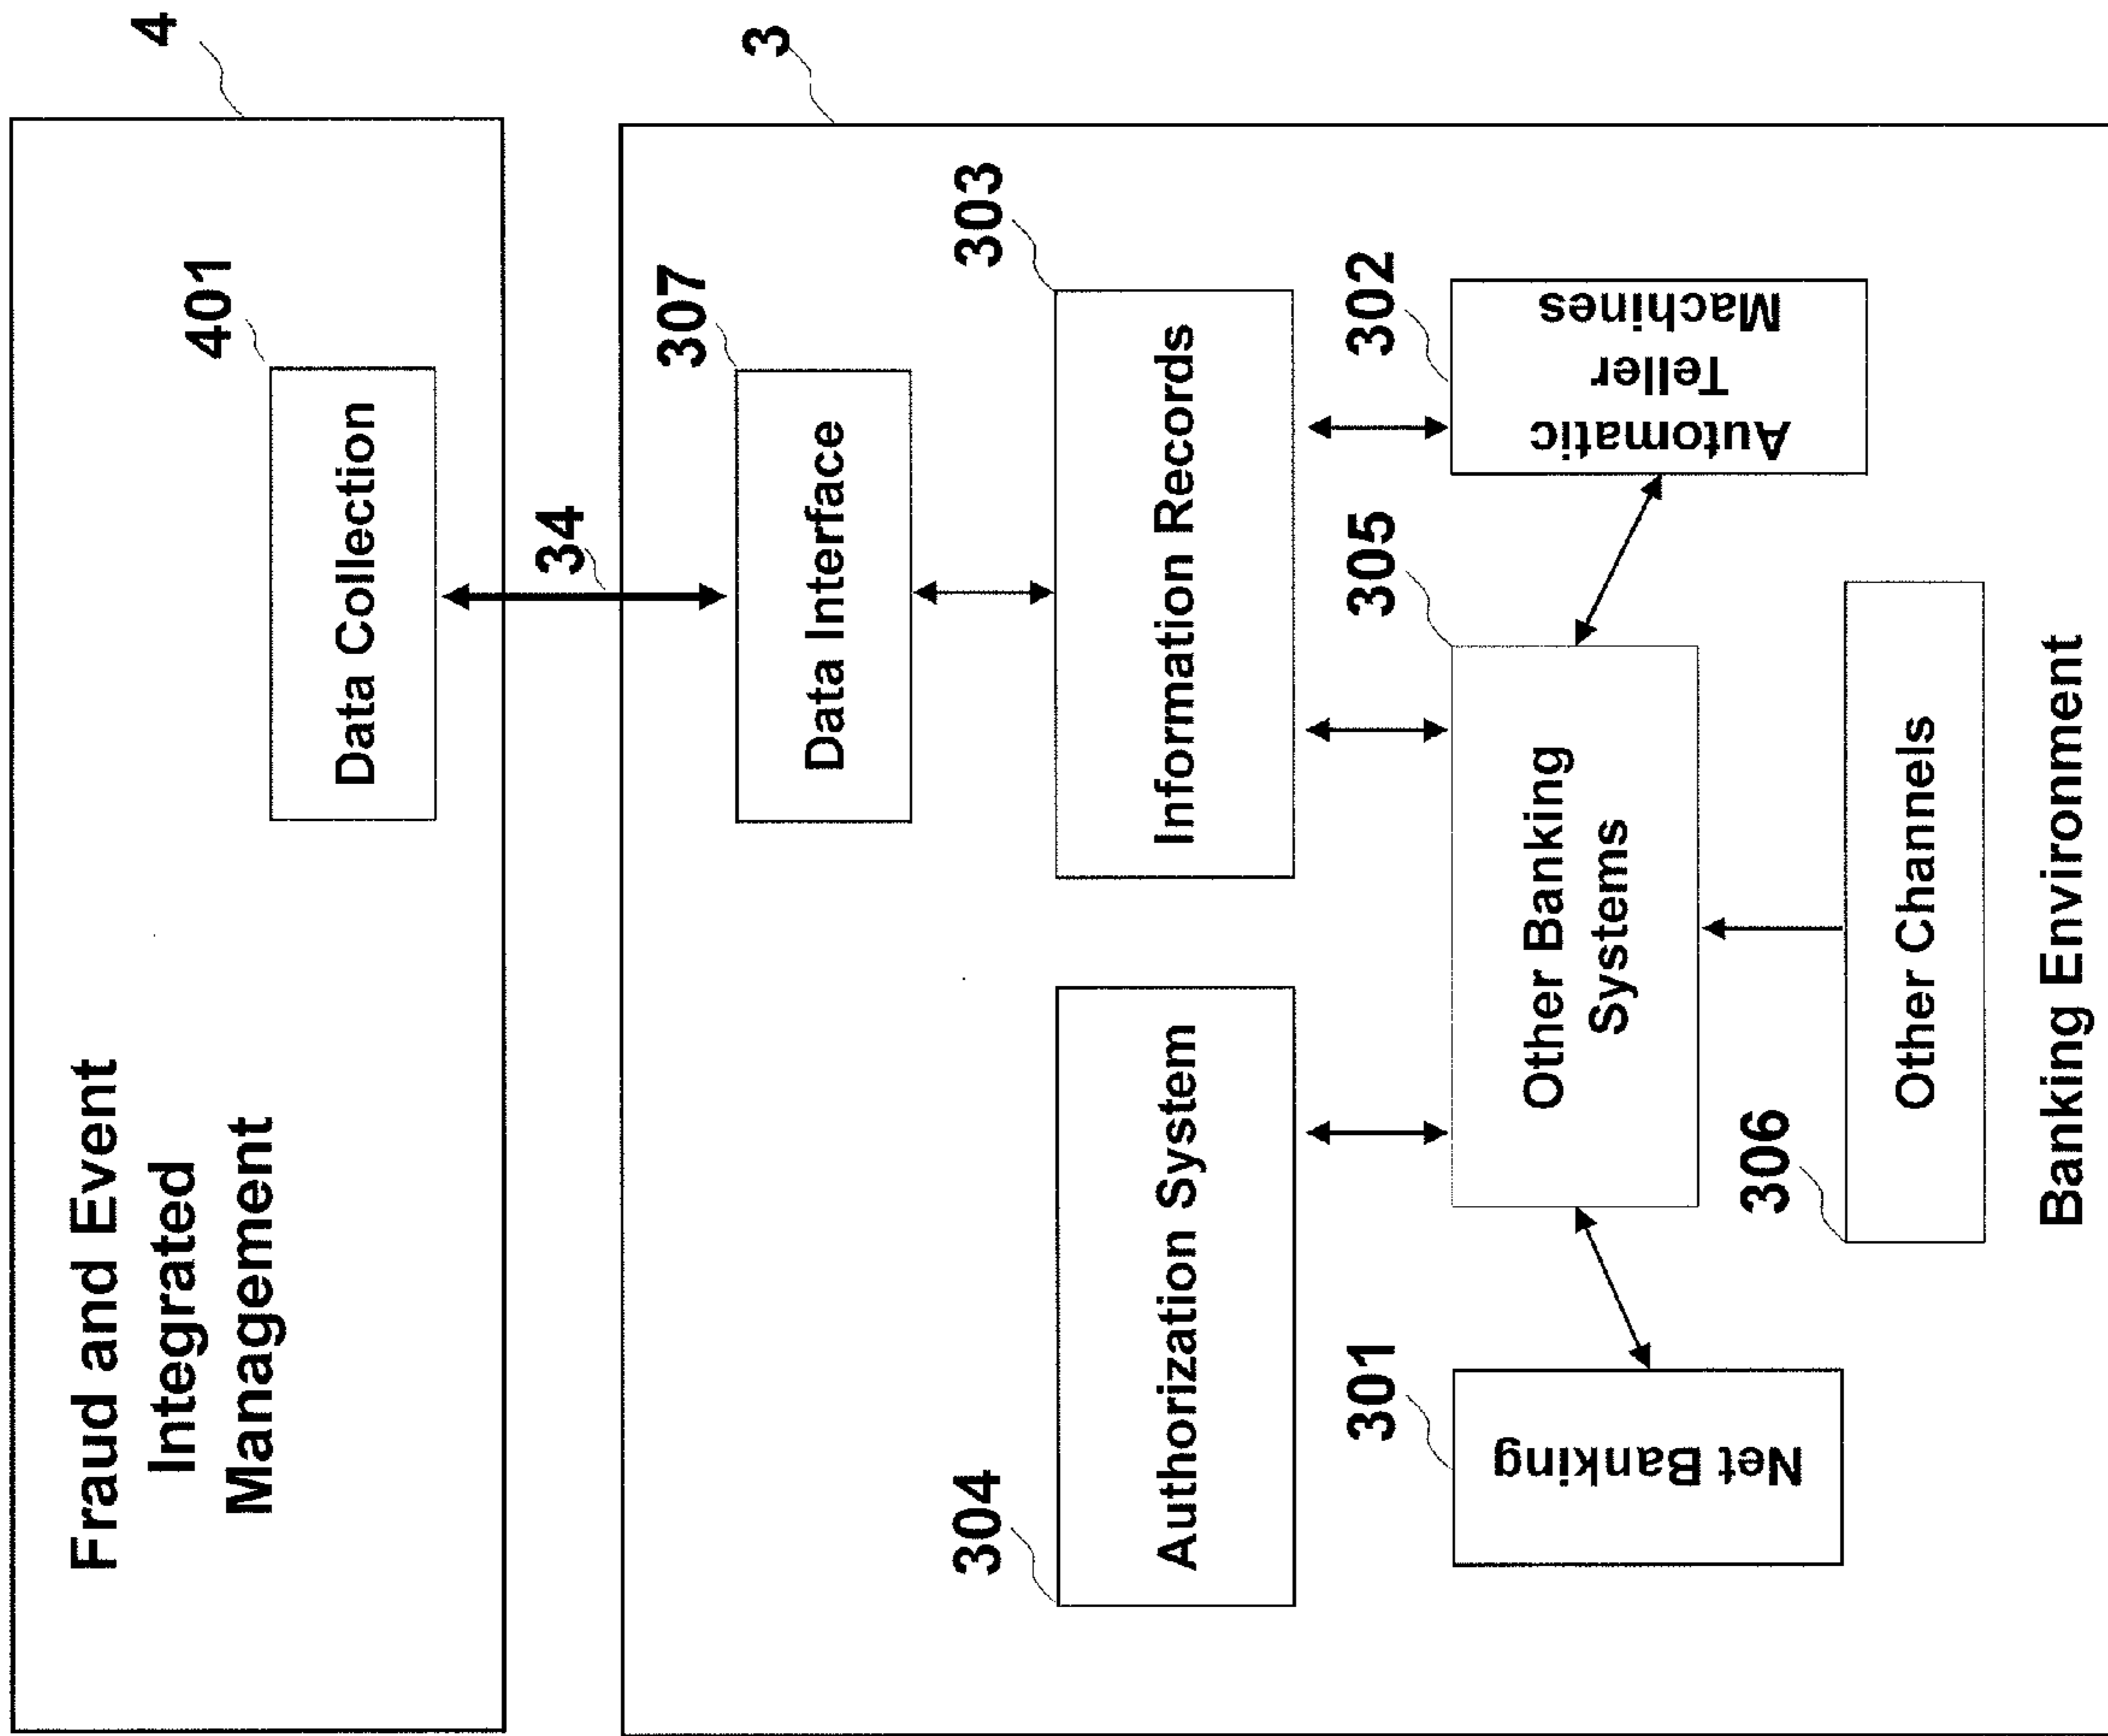 4
Fraud and Event
Integrated
Management
401
Data Collection
34
3
307
Data Interface
303
Information Records
304
Authorization System
305
Other Banking
Systems
302
Automatic
Teller
Machines
301
Net Banking
306
Other Channels
Banking Environment